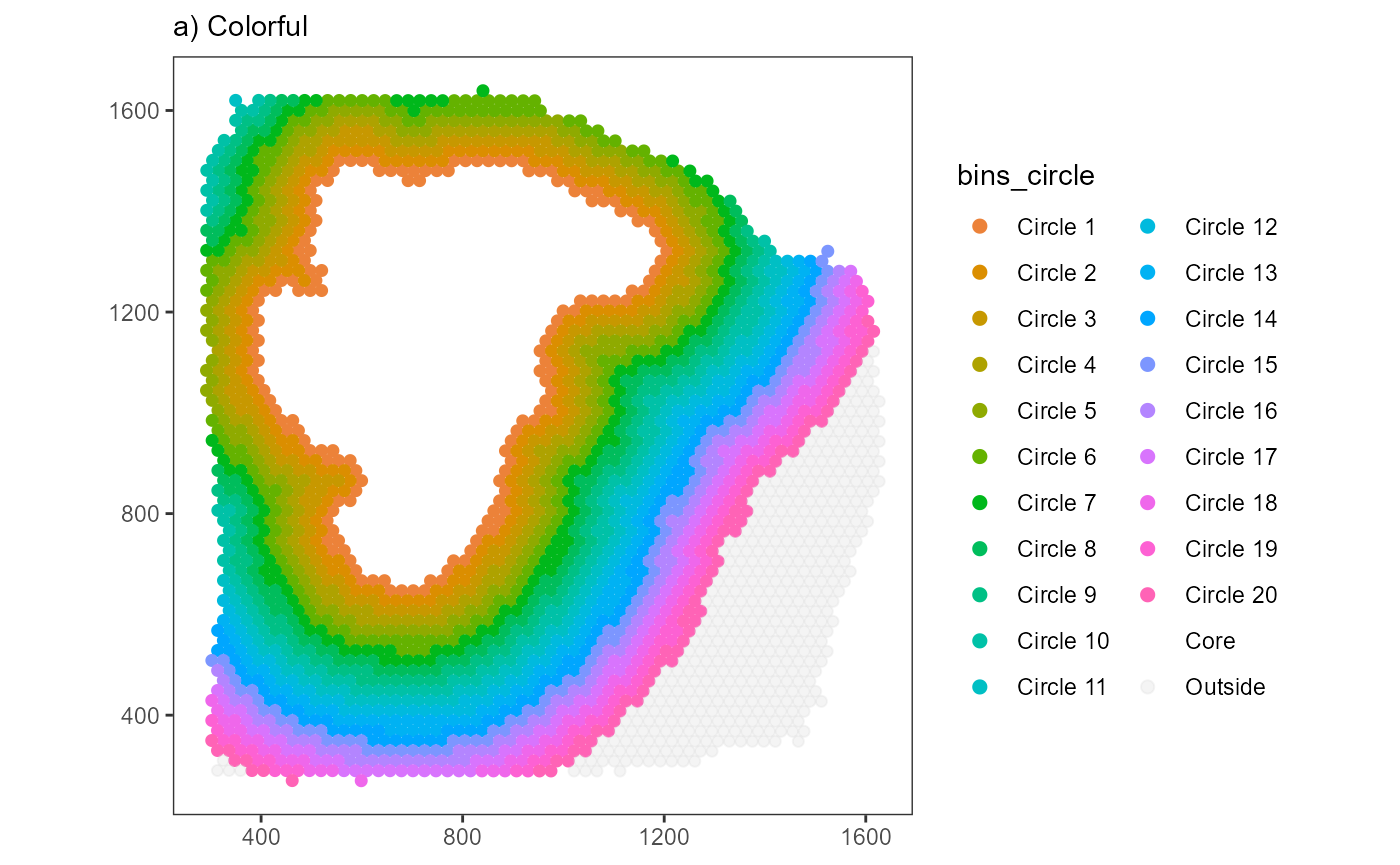 a) Colorful
1600
1200
800
400
400 800 1200 1600
bins_circle
Circle 1 Circle 12
Circle 2 Circle 13
Circle 3 Circle 14
Circle 4 Circle 15
Circle 5 Circle 16
Circle 6 Circle 17
Circle 7 Circle 18
Circle 8 Circle 19
Circle 9 Circle 20
Circle 10 Core
Circle 11 Outside